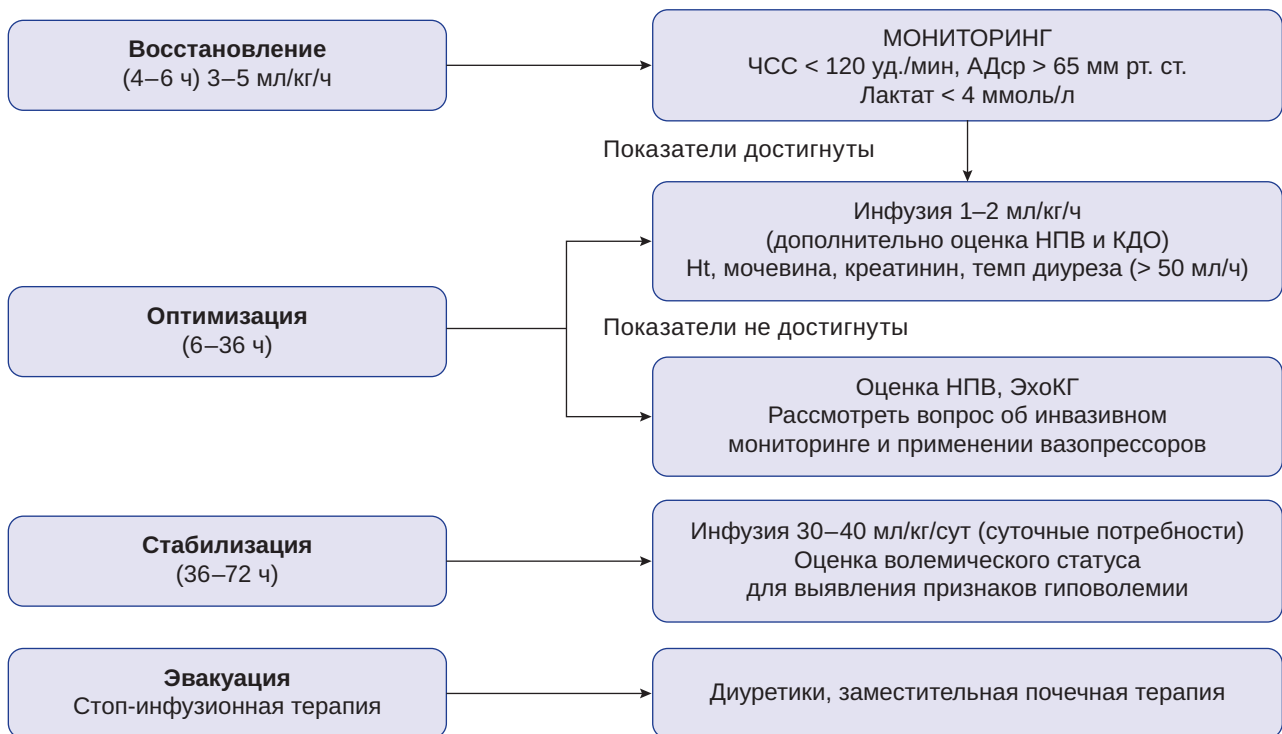 Восстановление
(4–6 ч) 3–5 мл/кг/ч
МОНИТОРИНГ
ЧСС < 120 уд./мин, АДср > 65 мм рт. ст.
Лактат < 4 ммоль/л
Показатели достигнуты
Инфузия 1–2 мл/кг/ч
(дополнительно оценка НПВ и КДО)
Ht, мочевина, креатинин, темп диуреза (> 50 мл/ч)
Оптимизация
(6–36 ч)
Показатели не достигнуты
Оценка НПВ, ЭхоКГ
Рассмотреть вопрос об инвазивном
мониторинге и применении вазопрессоров
Стабилизация
(36–72 ч)
Инфузия 30–40 мл/кг/сут (суточные потребности)
Оценка волемического статуса
для выявления признаков гиповолемии
Эвакуация
Стоп-инфузионная терапия
Диуретики, заместительная почечная терапия